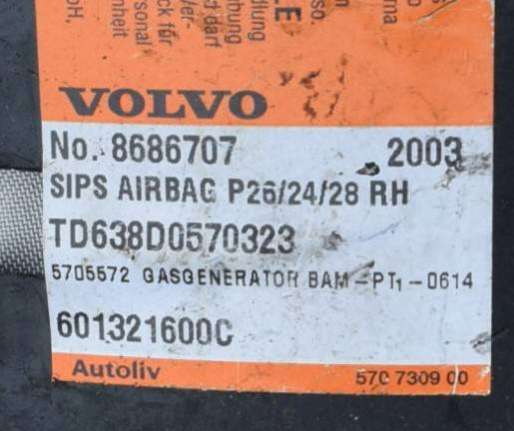 VOLVO
No. 8686707 2003
SIPS AIRBAG P26/24/28 RH
TD638D0570323
5705572 GASGENERATOR BAM-PT1-0614
601321600C
Autoliv 570 7309 00